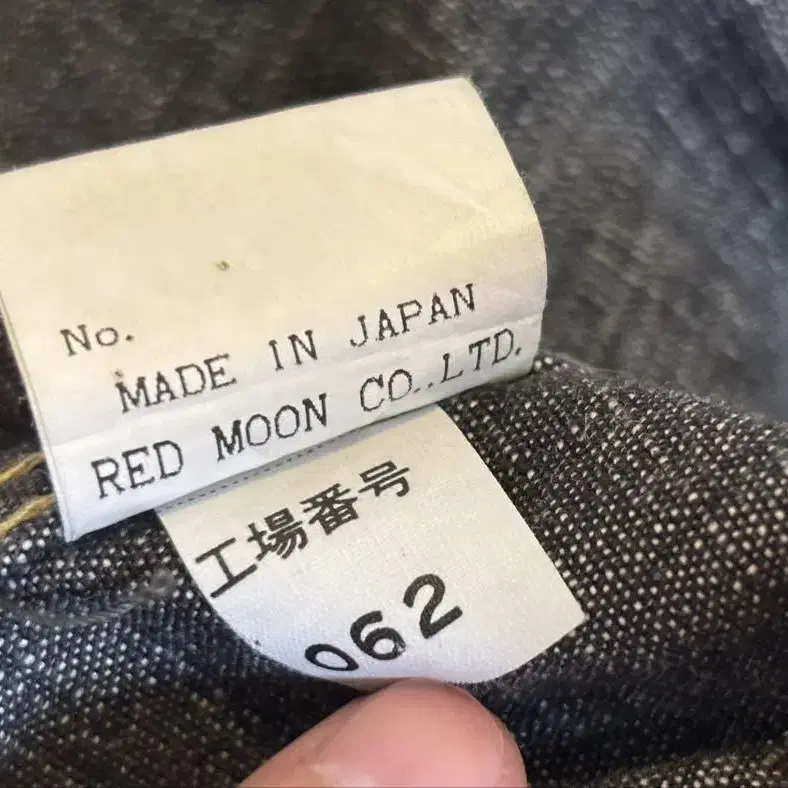 No.
MADE IN JAPAN
RED MOON CO.,LTD.
工場番号
062